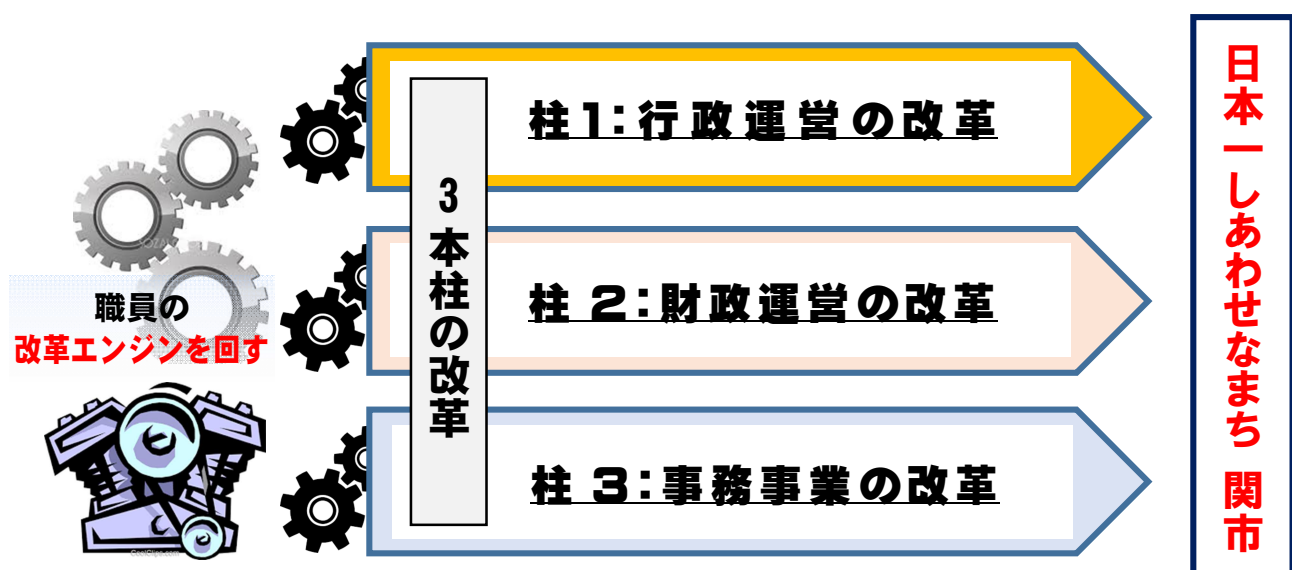 職員の
改革エンジンを回す
CoolClips.com
3本柱の改革
柱1:行政運営の改革
柱 2:財政運営の改革
柱 3:事務事業の改革
日本一しあわせなまち 関市